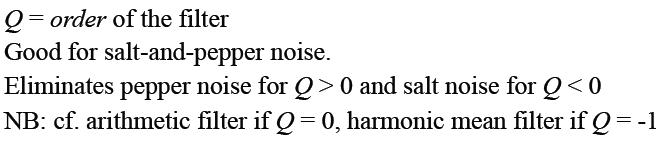 Q = order of the filter
Good for salt-and-pepper noise.
Eliminates pepper noise for Q > 0 and salt noise for Q < 0
NB: cf. arithmetic filter if Q = 0, harmonic mean filter if Q = -1